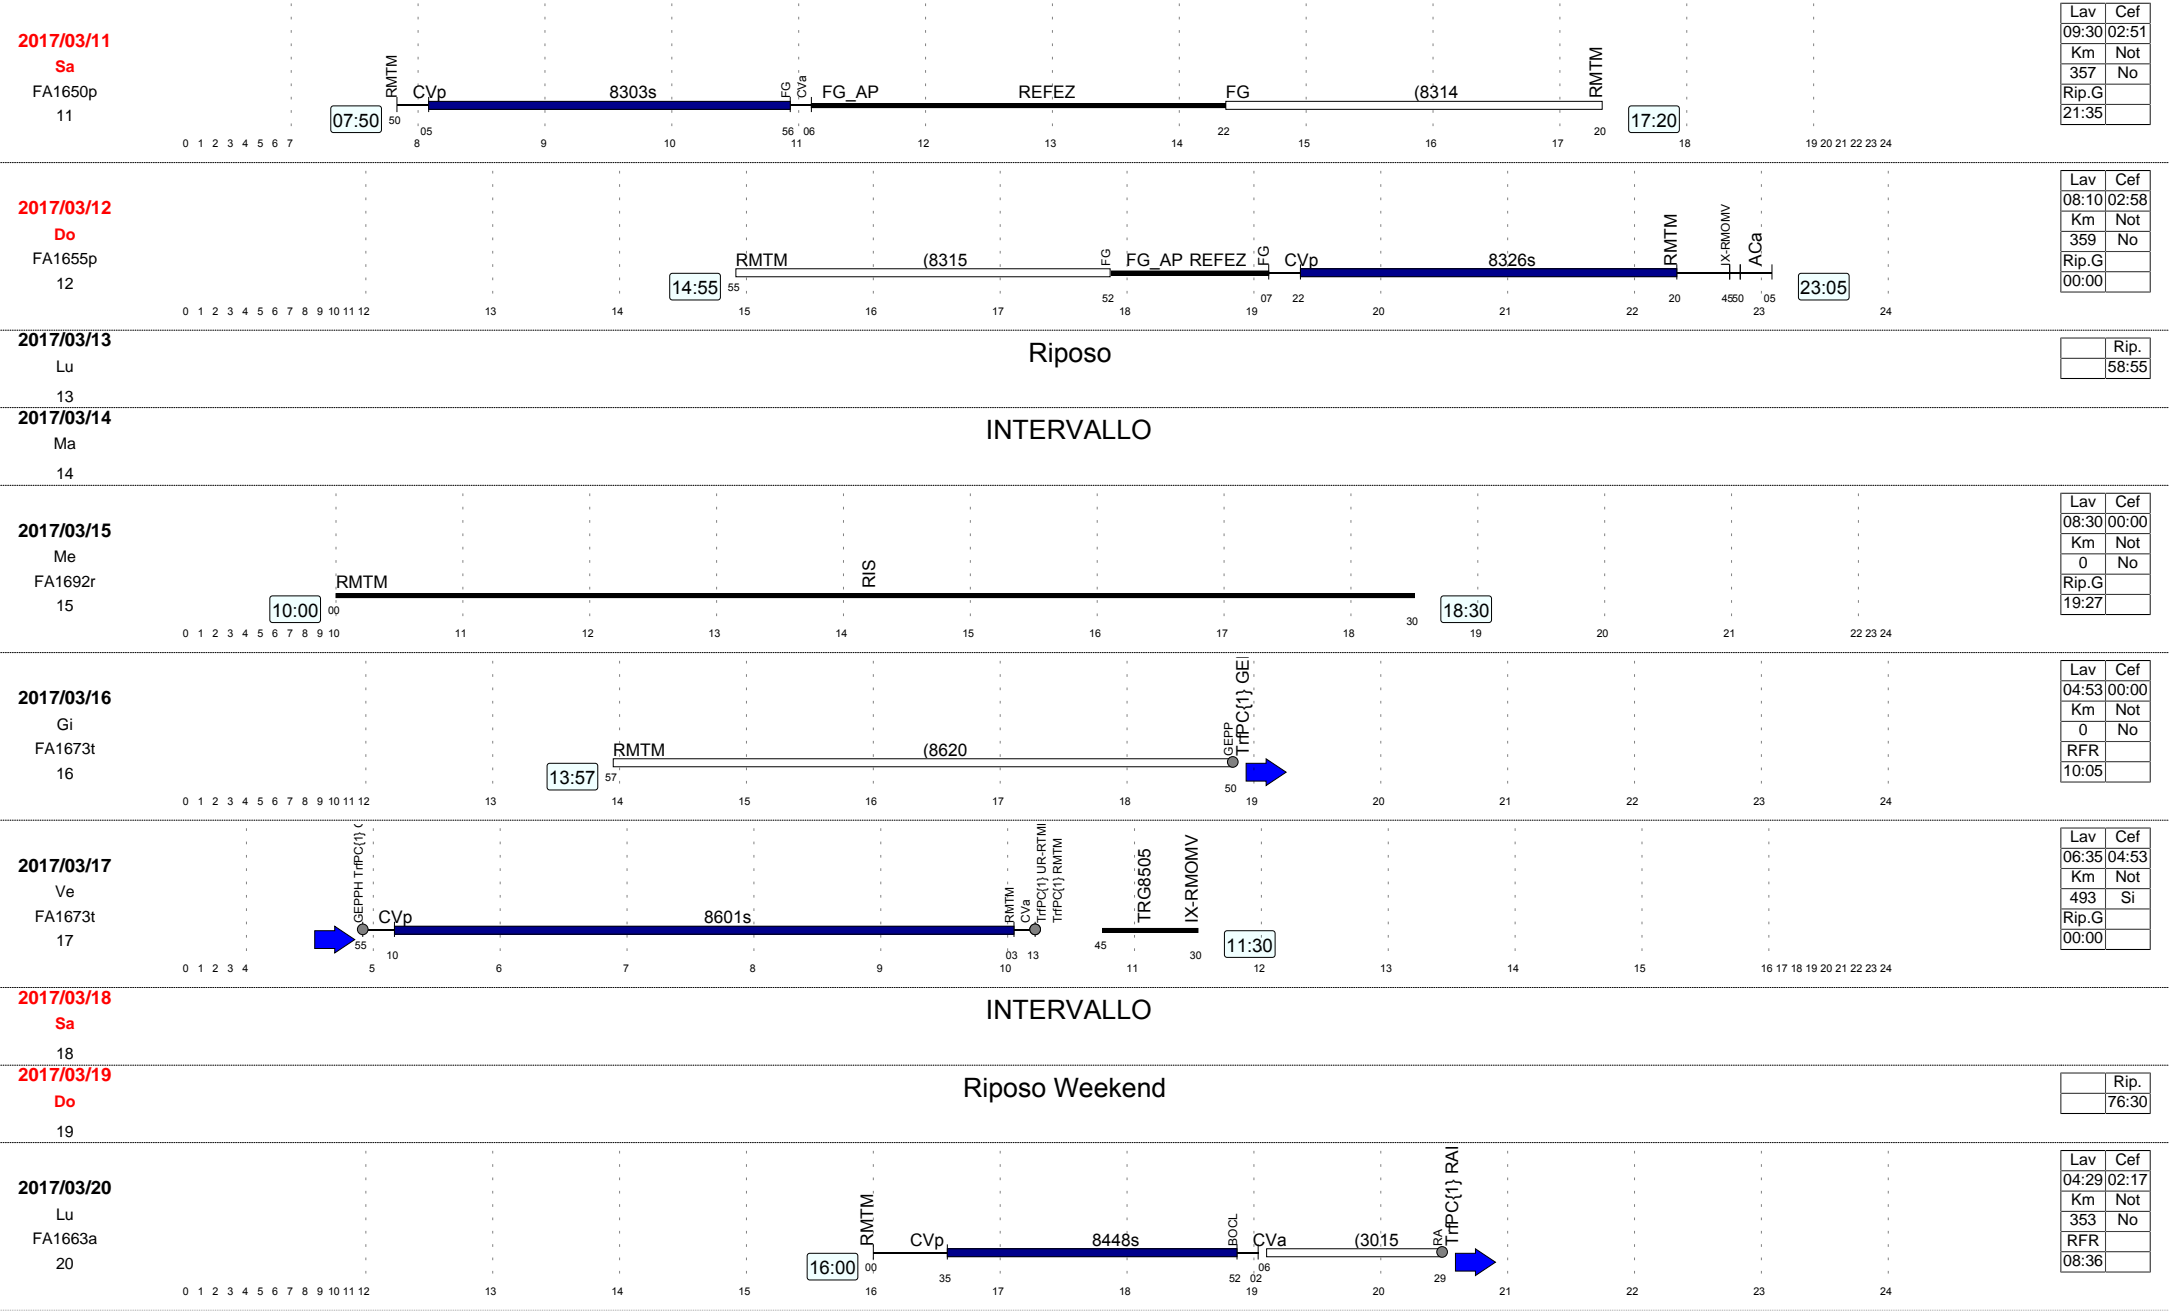 2017/03/11
Sa
FA1650p
11
07:50
RMTM
CVp
8303s
FG
CVa
FG_AP
REFEZ
FG
(8314
RMTM
17:20
50 05 56 06 22 20
0 1 2 3 4 5 6 7 8 9 10 11 12 13 14 15 16 17 18 19 20 21 22 23 24
Lav Cef
09:30 02:51
Km Not
357 No
Rip.G
21:35
2017/03/12
Do
FA1655p
12
14:55
RMTM
(8315
FG
FG_AP REFEZ
FG
CVp
8326s
RMTM
IX-RMOMV
ACa
23:05
55 52 07 22 20 45 50 05
0 1 2 3 4 5 6 7 8 9 10 11 12 13 14 15 16 17 18 19 20 21 22 23 24
Lav Cef
08:10 02:58
Km Not
359 No
Rip.G
00:00
2017/03/13
Lu
13
Riposo
Rip.
58:55
2017/03/14
Ma
14
INTERVALLO
2017/03/15
Me
FA1692r
15
10:00
RMTM
RIS
18:30
00 30
0 1 2 3 4 5 6 7 8 9 10 11 12 13 14 15 16 17 18 19 20 21 22 23 24
Lav Cef
08:30 00:00
Km Not
0 No
Rip.G
19:27
2017/03/16
Gi
FA1673t
16
13:57
RMTM
(8620
GEPP
TrfPC{1} GE
57 50
0 1 2 3 4 5 6 7 8 9 10 11 12 13 14 15 16 17 18 19 20 21 22 23 24
Lav Cef
04:53 00:00
Km Not
0 No
RFR
10:05
2017/03/17
Ve
FA1673t
17
GEPPH TrfPC{1}
CVp
8601s
RMTM
CVa
TrfPC{1} UR-RTMI
TrfPC{1} RMTM
TRG8505
IX-RMOMV
11:30
55 10 03 13 45 30
0 1 2 3 4 5 6 7 8 9 10 11 12 13 14 15 16 17 18 19 20 21 22 23 24
Lav Cef
06:35 04:53
Km Not
493 Si
Rip.G
00:00
2017/03/18
Sa
18
INTERVALLO
2017/03/19
Do
19
Riposo Weekend
Rip.
76:30
2017/03/20
Lu
FA1663a
20
16:00
RMTM
CVp
8448s
BOCL
CVa
(3015
RA
TrfPC{1} RAI
00 35 52 02 06 29
0 1 2 3 4 5 6 7 8 9 10 11 12 13 14 15 16 17 18 19 20 21 22 23 24
Lav Cef
04:29 02:17
Km Not
353 No
RFR
08:36